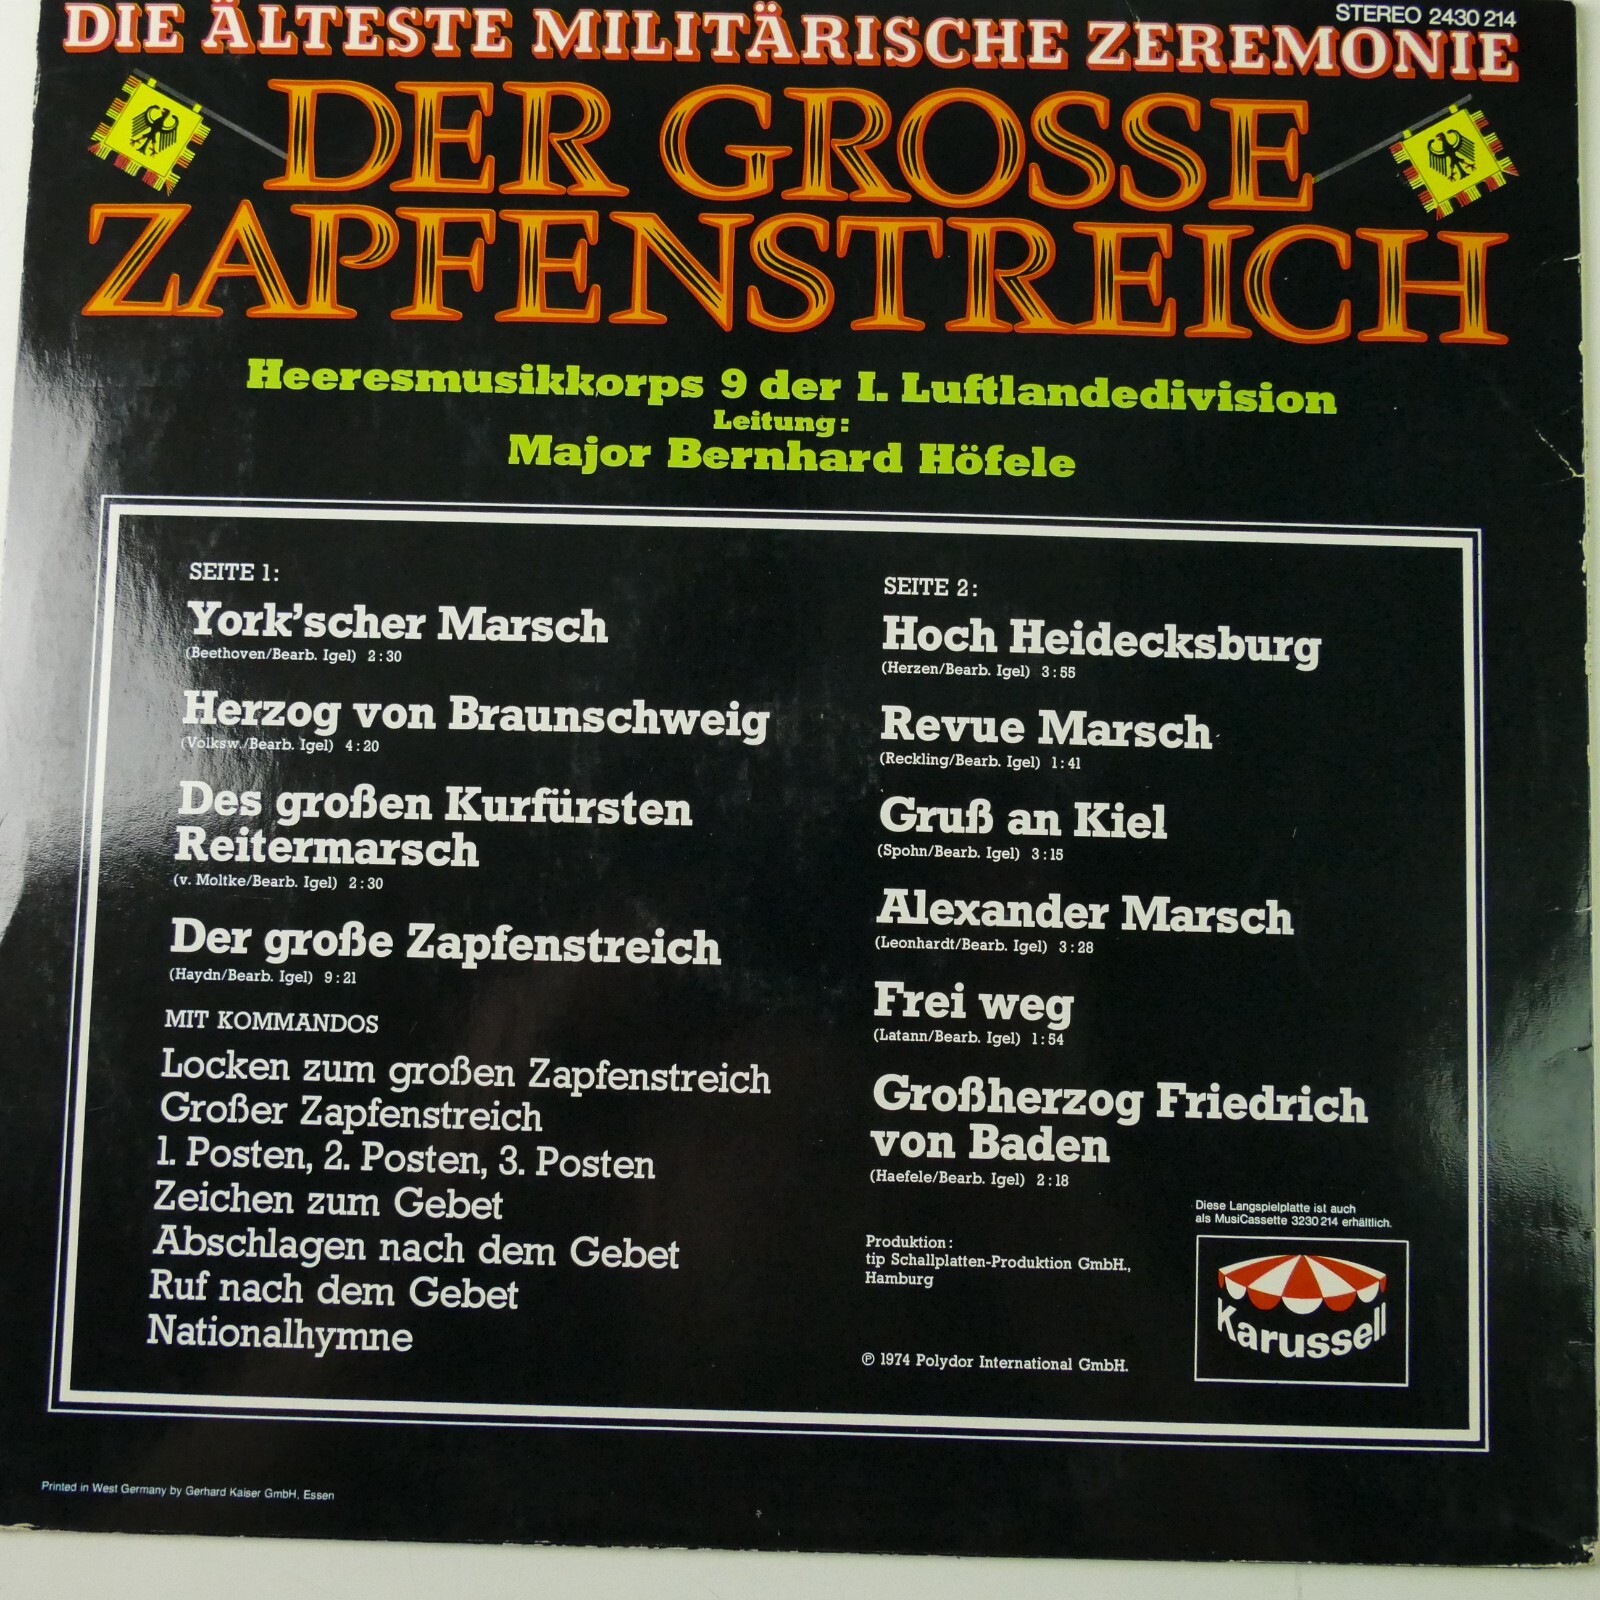 STEREO 2430 214
DIE ÄLTESTE MILITÄRISCHE ZEREMONIE
DER GROSSE
ZAPFENSTREICH
Heeresmusikkorps 9 der I. Luftlandedivision
Leitung:
Major Bernhard Höfele
SEITE 1:
York'scher Marsch
(Beethoven/Bearb. Igel) 2:30
Herzog von Braunschweig
(Volksw./Bearb. Igel) 4:20
Des großen Kurfürsten
Reitermarsch
(v. Moltke/Bearb. Igel) 2:30
Der große Zapfenstreich
(Haydn/Bearb. Igel) 9:21
MIT KOMMANDOS
Locken zum großen Zapfenstreich
Großer Zapfenstreich
1. Posten, 2. Posten, 3. Posten
Zeichen zum Gebet
Abschlagen nach dem Gebet
Ruf nach dem Gebet
Nationalhymne
SEITE 2:
Hoch Heidecksburg
(Herzen/Bearb. Igel) 3:55
Revue Marsch
(Reckling/Bearb. Igel) 1:41
Gruß an Kiel
(Spohn/Bearb. Igel) 3:15
Alexander Marsch
(Leonhardt/Bearb. Igel) 3:28
Frei weg
(Latann/Bearb. Igel) 1:54
Großherzog Friedrich
von Baden
(Haefele/Bearb. Igel) 2:18
Diese Langspielplatte ist auch
als MusiCassette 3230 214 erhältlich.
Produktion:
tip Schallplatten-Produktion GmbH.,
Hamburg
Karussell
℗ 1974 Polydor International GmbH.
Printed in West Germany by Gerhard Kaiser GmbH, Essen